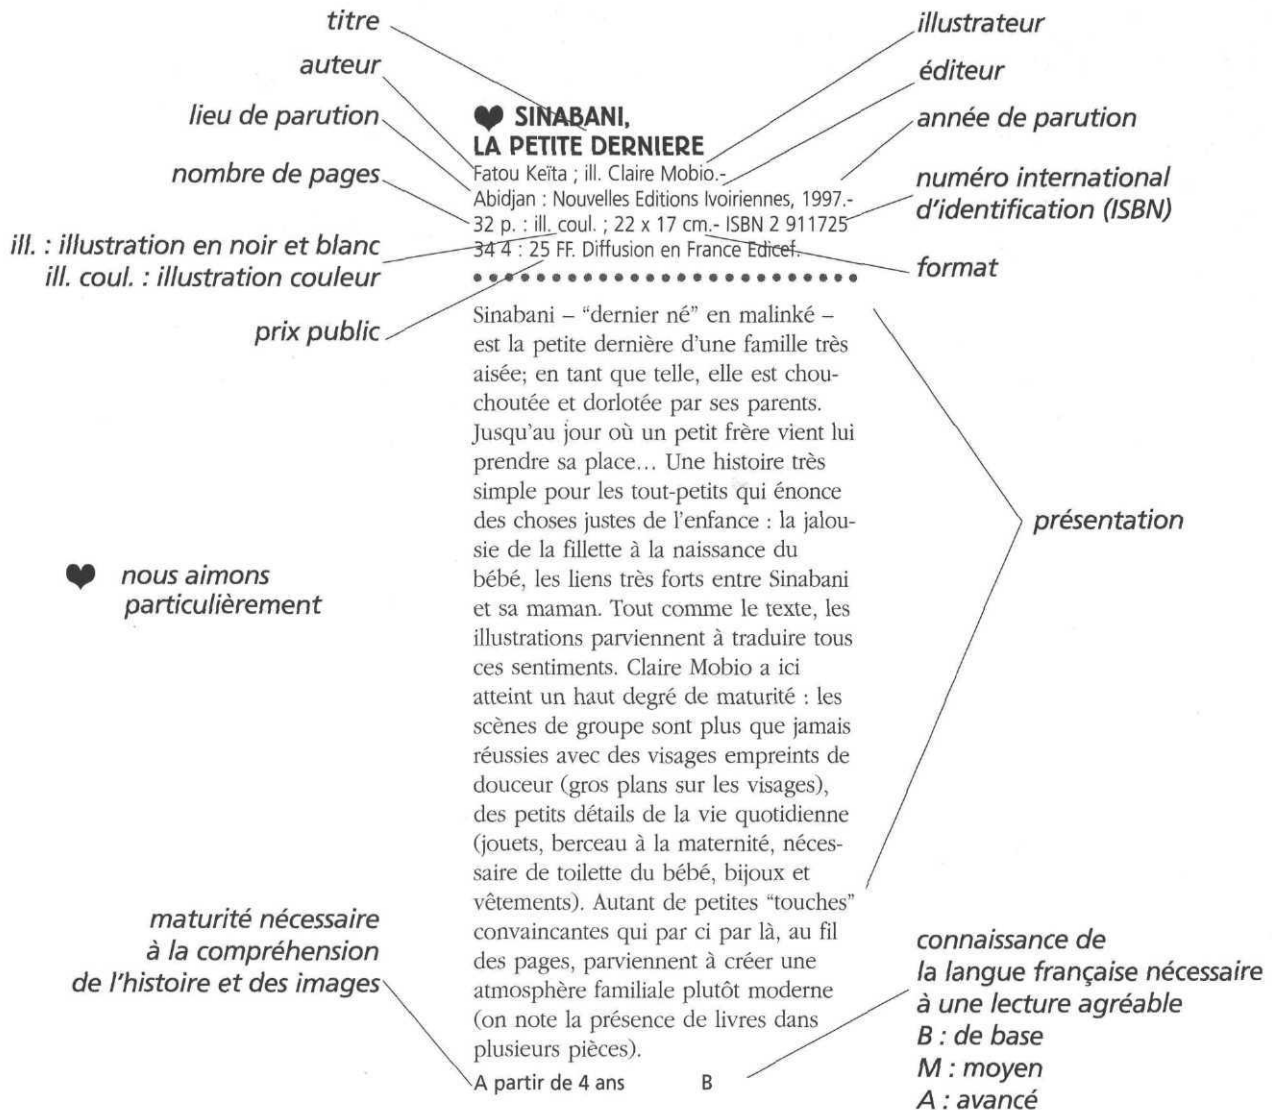 titre
auteur
lieu de parution
nombre de pages
ill. : illustration en noir et blanc
ill. coul. : illustration couleur
prix public
♥ nous aimons
particulièrement
maturité nécessaire
à la compréhension
de l'histoire et des images
♥ SINABANI,
LA PETITE DERNIERE
Fatou Keïta ; ill. Claire Mobio.-
Abidjan : Nouvelles Editions Ivoiriennes, 1997.-
32 p. : ill. coul. ; 22 x 17 cm.- ISBN 2 911725
34 4 : 25 FF. Diffusion en France Edicef.
Sinabani – “dernier né” en malinké –
est la petite dernière d'une famille très
aisée; en tant que telle, elle est chou-
choutée et dorlotée par ses parents.
Jusqu'au jour où un petit frère vient lui
prendre sa place... Une histoire très
simple pour les tout-petits qui énonce
des choses justes de l'enfance : la jalou-
sie de la fillette à la naissance du
bébé, les liens très forts entre Sinabani
et sa maman. Tout comme le texte, les
illustrations parviennent à traduire tous
ces sentiments. Claire Mobio a ici
atteint un haut degré de maturité : les
scènes de groupe sont plus que jamais
réussies avec des visages empreints de
douceur (gros plans sur les visages),
des petits détails de la vie quotidienne
(jouets, berceau à la maternité, néces-
saire de toilette du bébé, bijoux et
vêtements). Autant de petites “touches”
convaincantes qui par ci par là, au fil
des pages, parviennent à créer une
atmosphère familiale plutôt moderne
(on note la présence de livres dans
plusieurs pièces).
A partir de 4 ans B
illustrateur
éditeur
année de parution
numéro international
d'identification (ISBN)
format
présentation
connaissance de
la langue française nécessaire
à une lecture agréable
B : de base
M : moyen
A : avancé